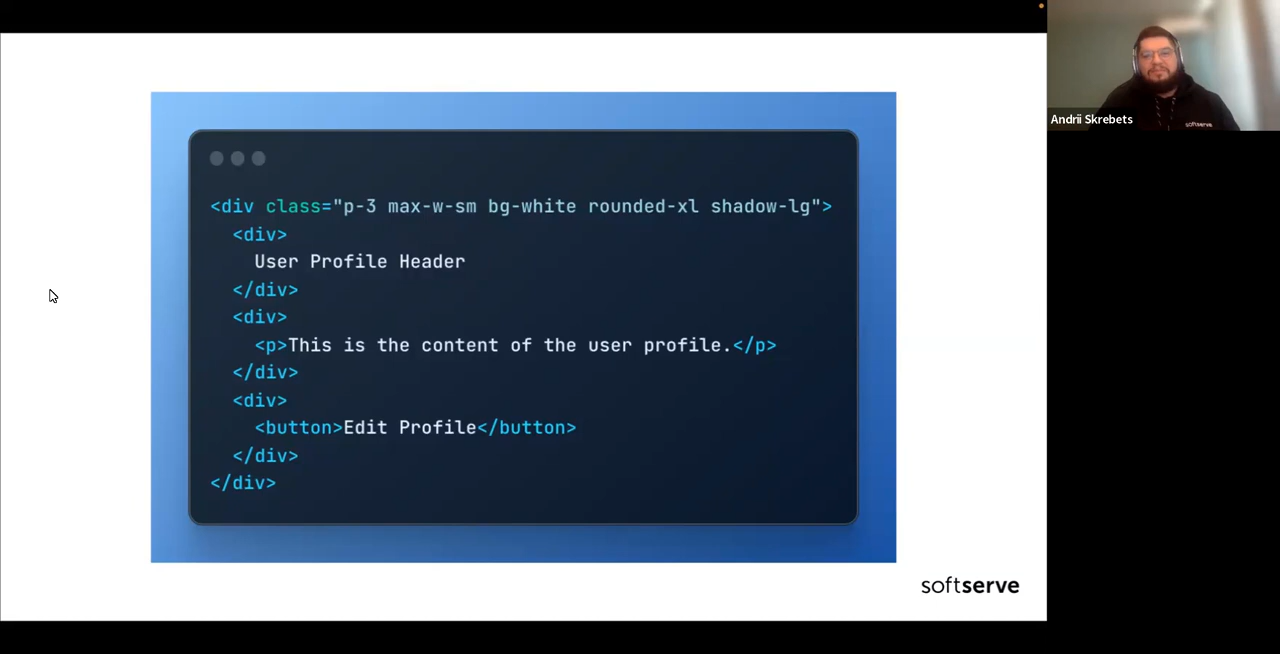 <div class="p-3 max-w-sm bg-white rounded-xl shadow-lg">
<div>
User Profile Header
</div>
<div>
<p>This is the content of the user profile.</p>
</div>
<div>
<button>Edit Profile</button>
</div>
</div>
softserve
softserve
Andrii Skrebets